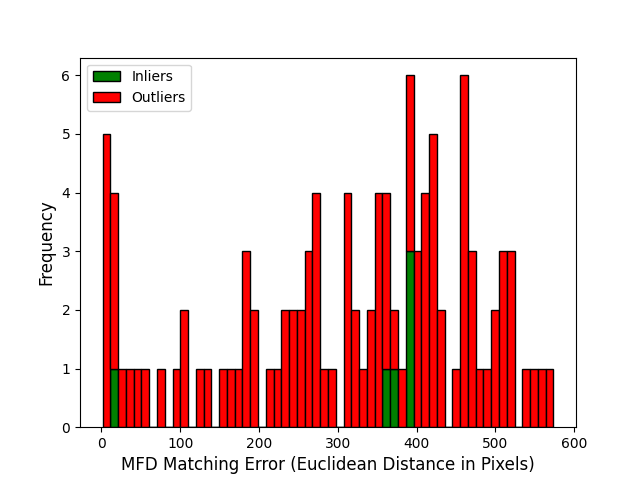 Inliers
Outliers
Frequency
6
5
4
3
2
1
0
0 100 200 300 400 500 600
MFD Matching Error (Euclidean Distance in Pixels)